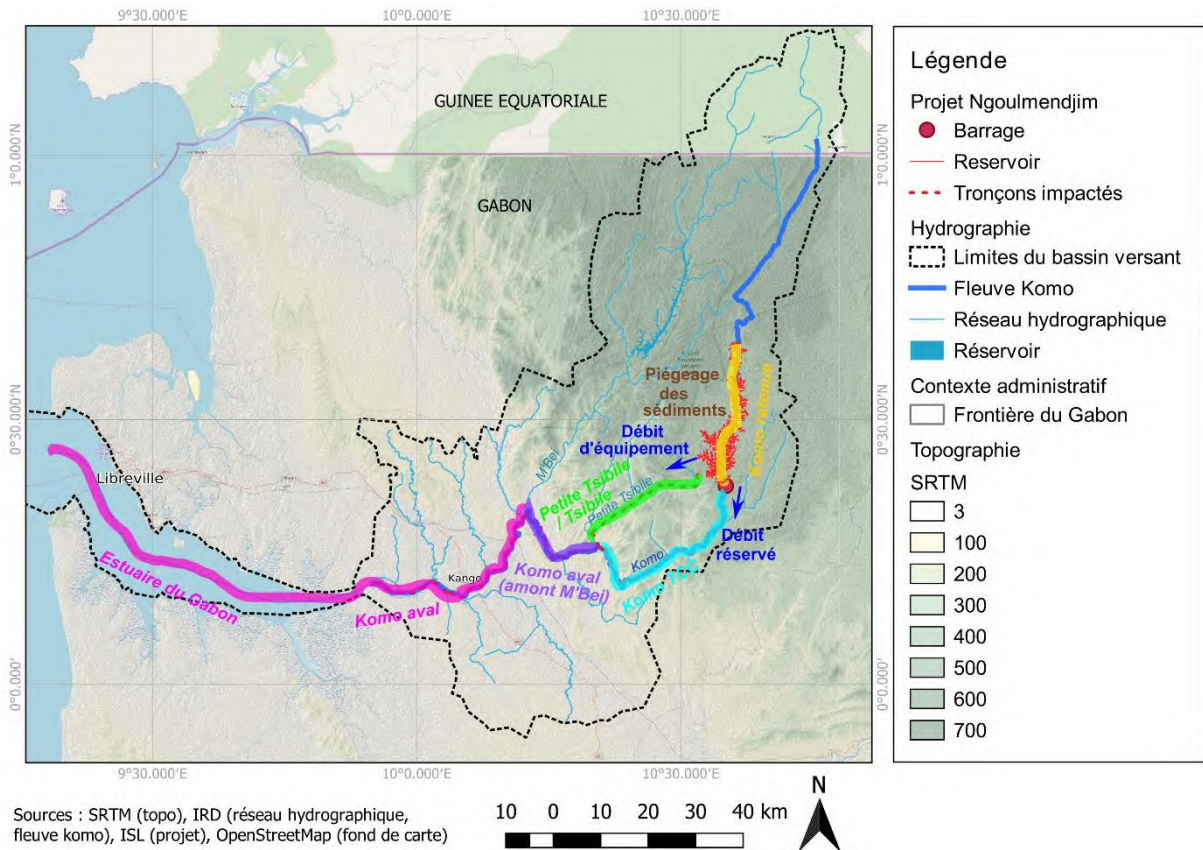 9°30.000'E 10°0.000'E 10°30.000'E
GUINEE EQUATORIALE
1°0.000'N
1°0.000'N
GABON
Piégeage
des
sédiments
Komo retenue
0°30.000'N
0°30.000'N
Débit
d'équipement
M'Bei
Libreville
Petite Tsibile
/ Tsibile
Petite Tsibile
Débit
réservé
Komo
Komo TCC
Komo aval
(amont M'Bei)
Kango
Estuaire du Gabon
Komo aval
0°0.000'N
0°0.000'N
9°30.000'E 10°0.000'E 10°30.000'E
Légende
Projet Ngoulmendjim
Barrage
Reservoir
Tronçons impactés
Hydrographie
Limites du bassin versant
Fleuve Komo
Réseau hydrographique
Réservoir
Contexte administratif
Frontière du Gabon
Topographie
SRTM
3
100
200
300
400
500
600
700
Sources : SRTM (topo), IRD (réseau hydrographique,
fleuve komo), ISL (projet), OpenStreetMap (fond de carte)
10 0 10 20 30 40 km
N